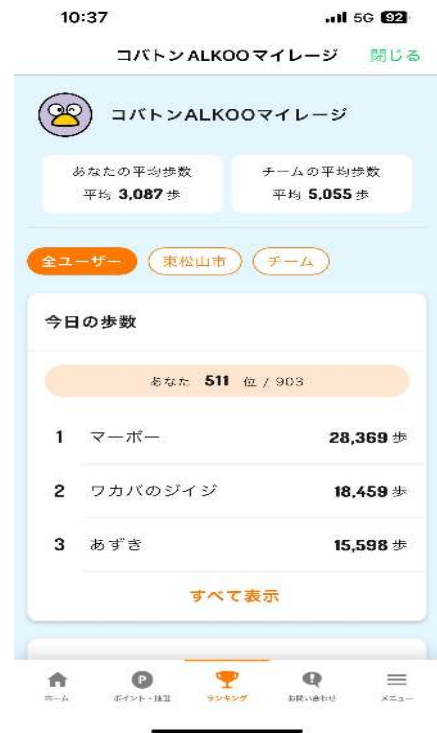 10:37
5G 92
コバトンALKOOマイレージ 閉じる
コバトンALKOOマイレージ
あなたの平均歩数 チームの平均歩数
平均 3,087 歩 平均 5,055 歩
全ユーザー 東松山市 チーム
今日の歩数
あなた 511 位 / 903
1 マーボー 28,369 歩
2 ワカバのジイジ 18,459 歩
3 あずき 15,598 歩
すべて表示
P
ホーム ポイント・抽選 ランキング お問い合わせ メニュー